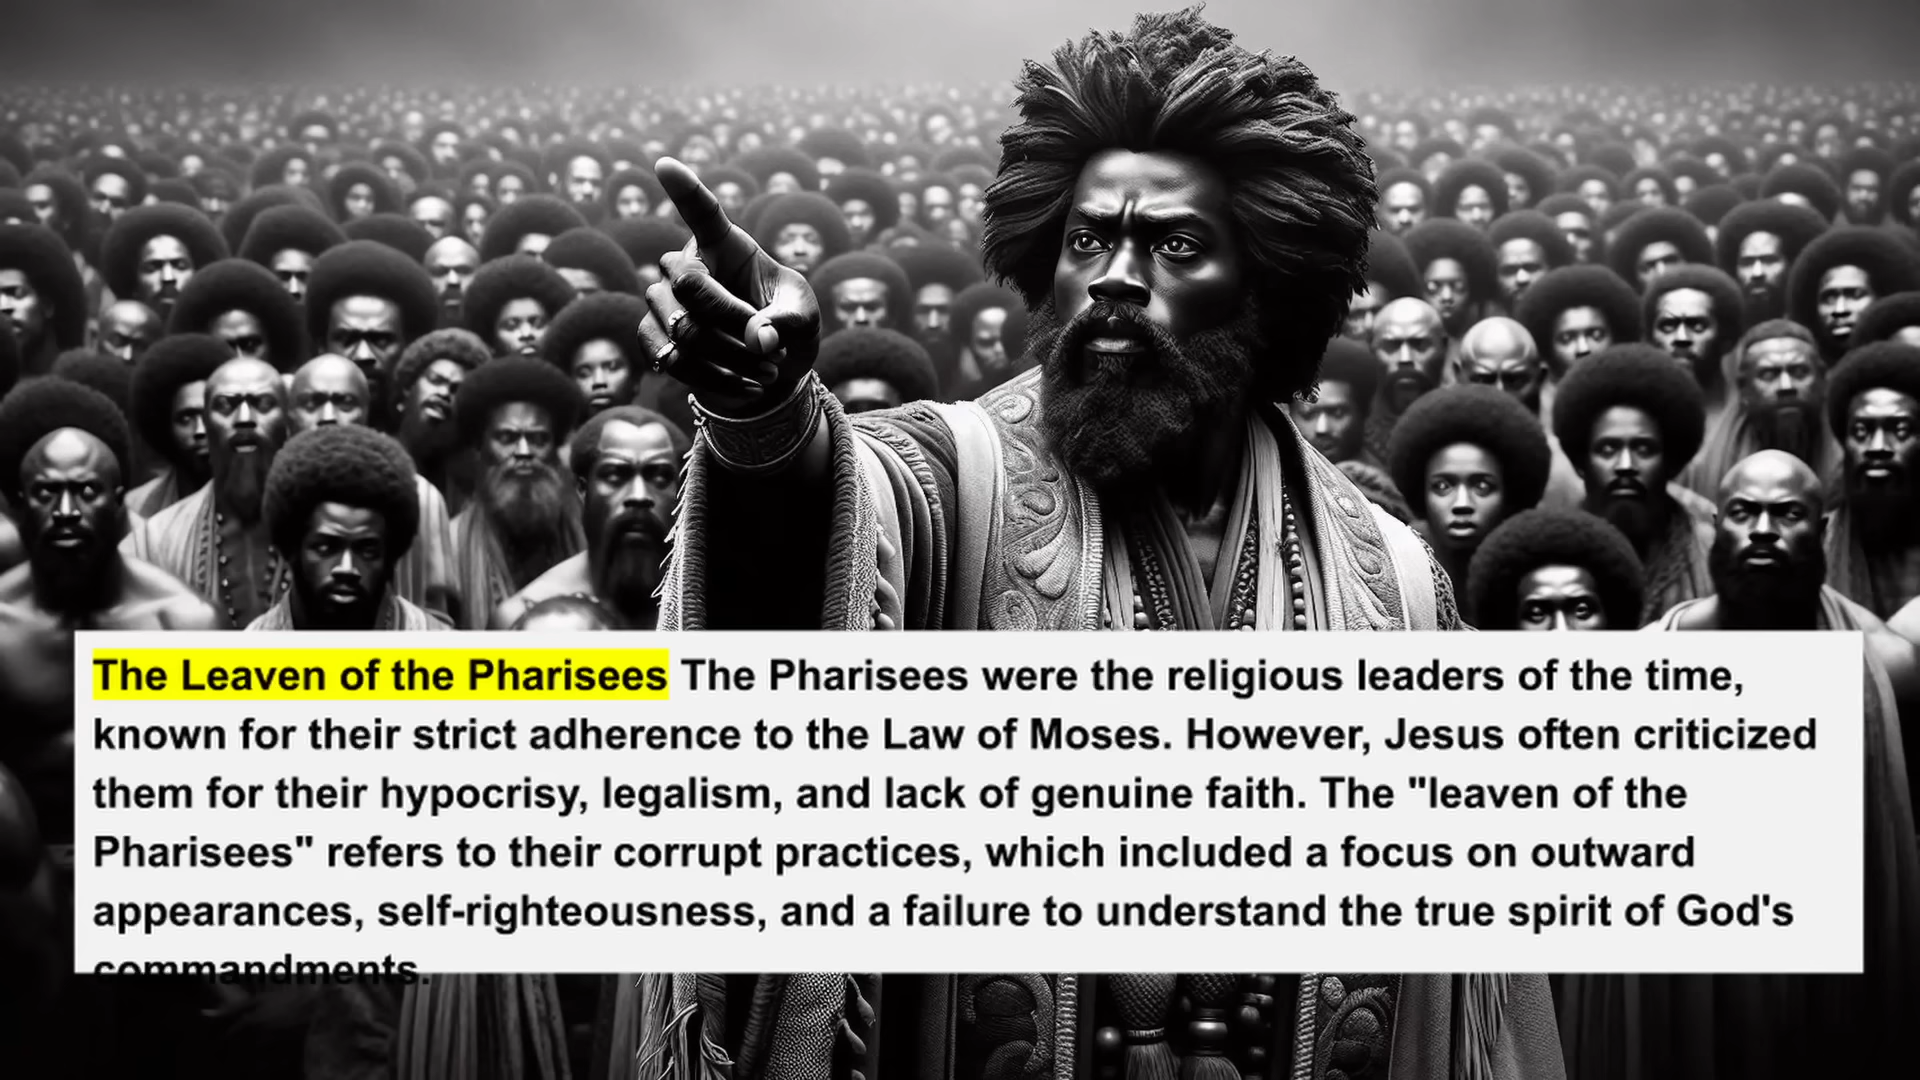 The Leaven of the Pharisees The Pharisees were the religious leaders of the time,
known for their strict adherence to the Law of Moses. However, Jesus often criticized
them for their hypocrisy, legalism, and lack of genuine faith. The "leaven of the
Pharisees" refers to their corrupt practices, which included a focus on outward
appearances, self-righteousness, and a failure to understand the true spirit of God's
commandments.